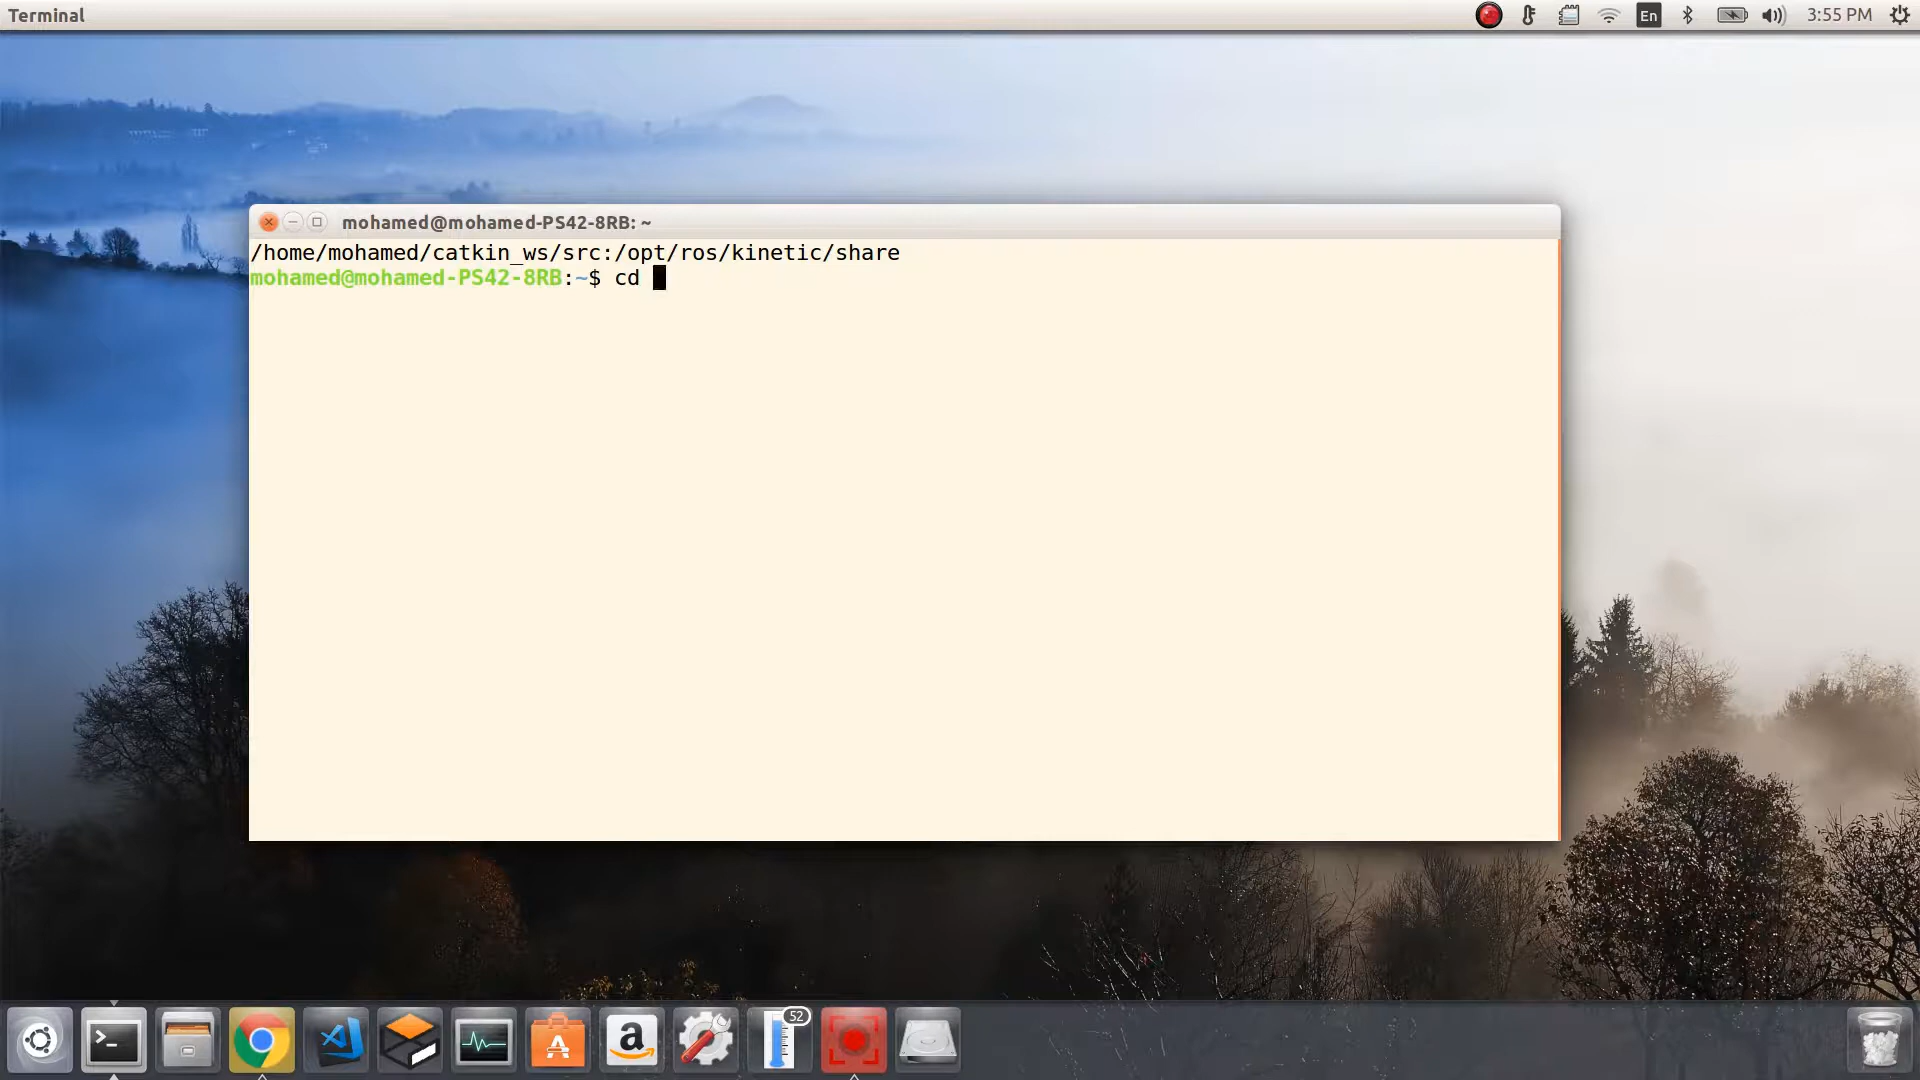 Terminal
En
3:55 PM
mohamed@mohamed-PS42-8RB: ~
/home/mohamed/catkin_ws/src:/opt/ros/kinetic/share
mohamed@mohamed-PS42-8RB:~$ cd
52